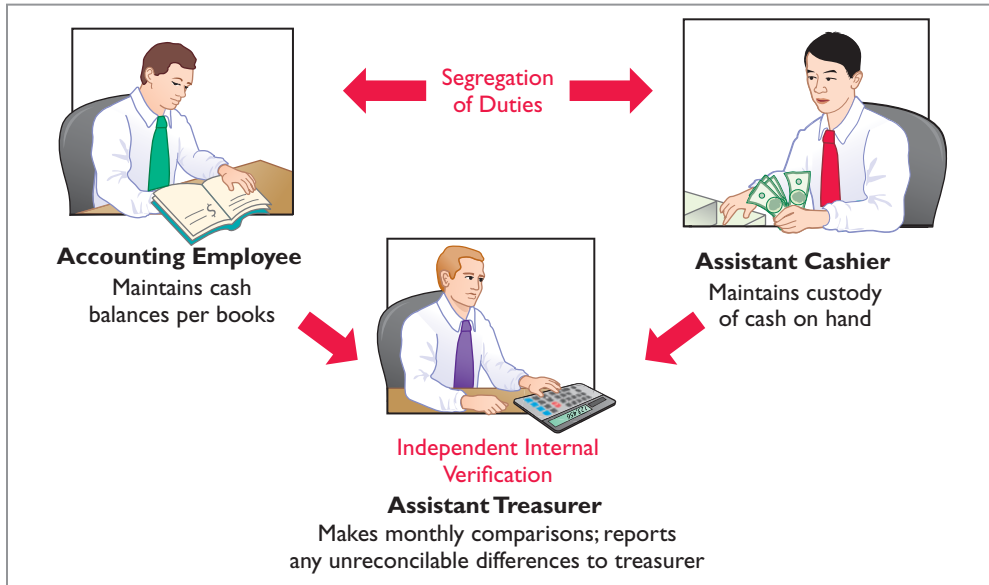 Segregation
of Duties
Accounting Employee
Maintains cash
balances per books
Assistant Cashier
Maintains custody
of cash on hand
$
Independent Internal
Verification
Assistant Treasurer
Makes monthly comparisons; reports
any unreconcilable differences to treasurer